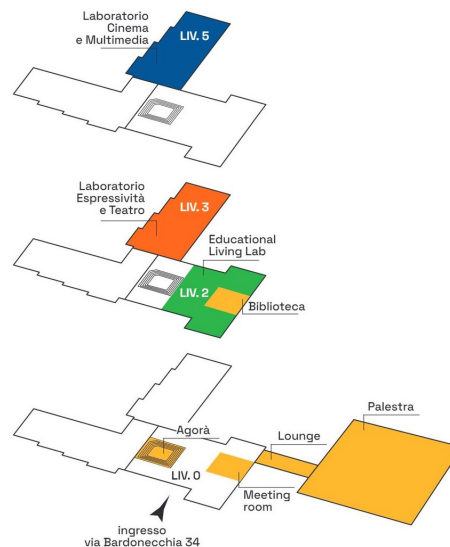 Laboratorio
Cinema
e Multimedia
LIV. 5
Laboratorio
Espressività
e Teatro
LIV. 3
Educational
Living Lab
LIV. 2
Biblioteca
Palestra
Agorà
Lounge
LIV. 0
Meeting
room
ingresso
via Bardonecchia 34